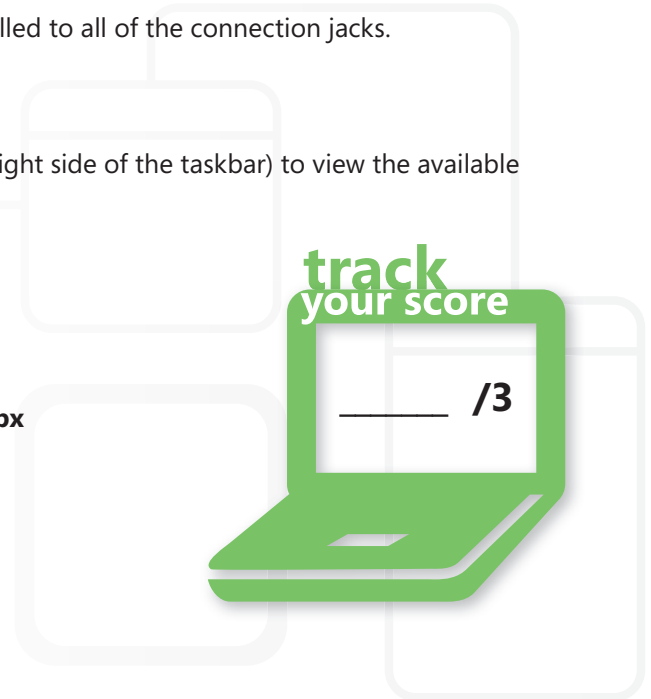 lled to all of the connection jacks.
ight side of the taskbar) to view the available
track
your score
_______ /3